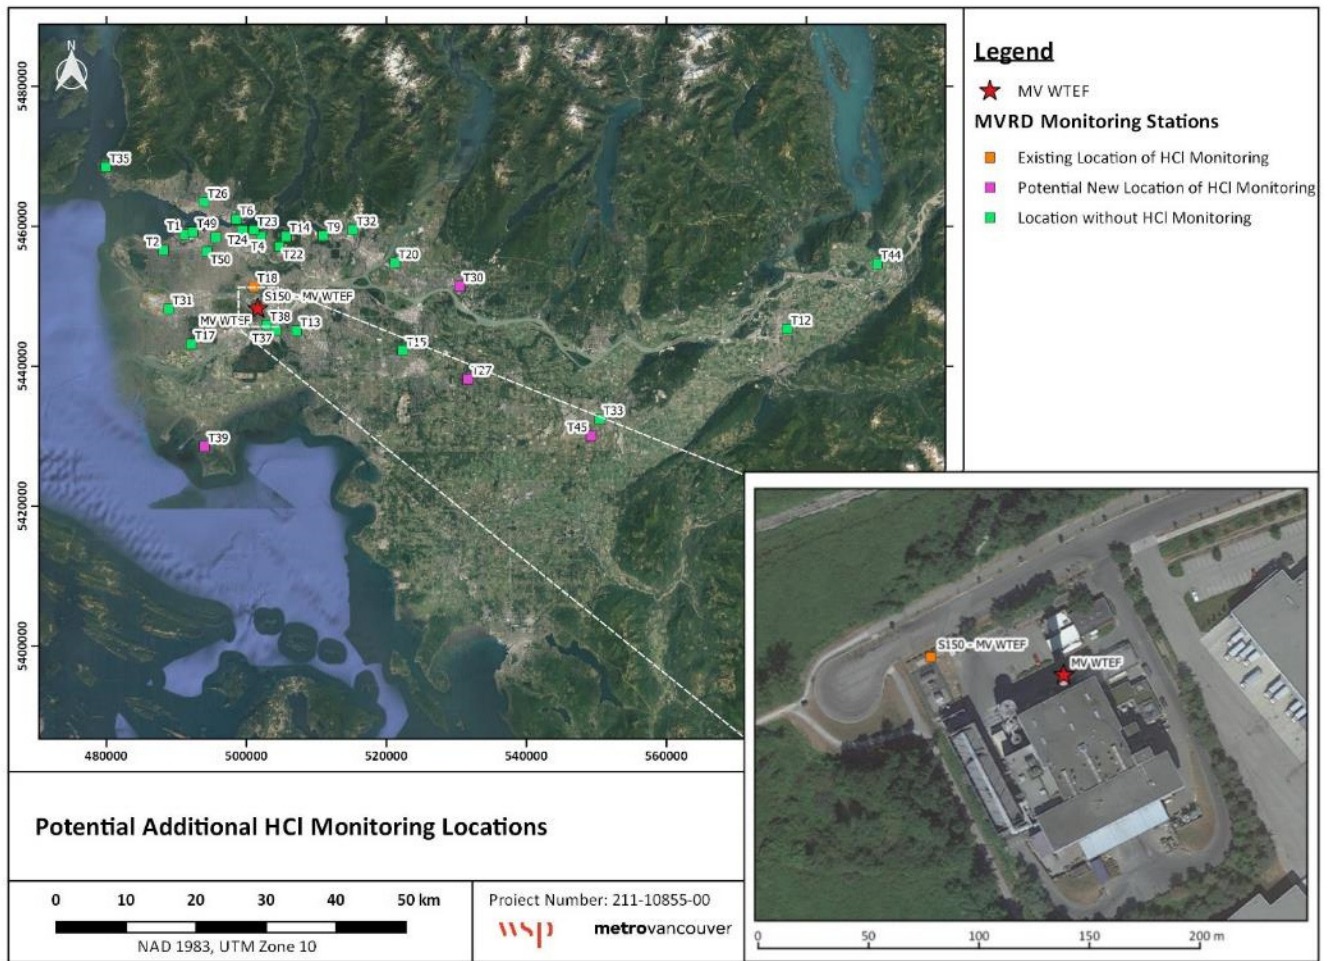 N
5480000
5460000
5440000
5420000
5400000
480000
500000
520000
540000
560000
T35
T26
T6
T1
T49
T23
T14
T9
T32
T2
T24
T4
T22
T50
T20
T44
T18
T30
S150 - MV WTEF
T31
MV WTEF
T38
T17
T37
T13
T12
T15
T27
T33
T45
T39
Legend
MV WTEF
MVRD Monitoring Stations
Existing Location of HCl Monitoring
Potential New Location of HCl Monitoring
Location without HCl Monitoring
S150 - MV WTEF
MV WTEF
0 50 100 150 200 m
Potential Additional HCl Monitoring Locations
0 10 20 30 40 50 km
NAD 1983, UTM Zone 10
Project Number: 211-10855-00
wsp metrovancouver